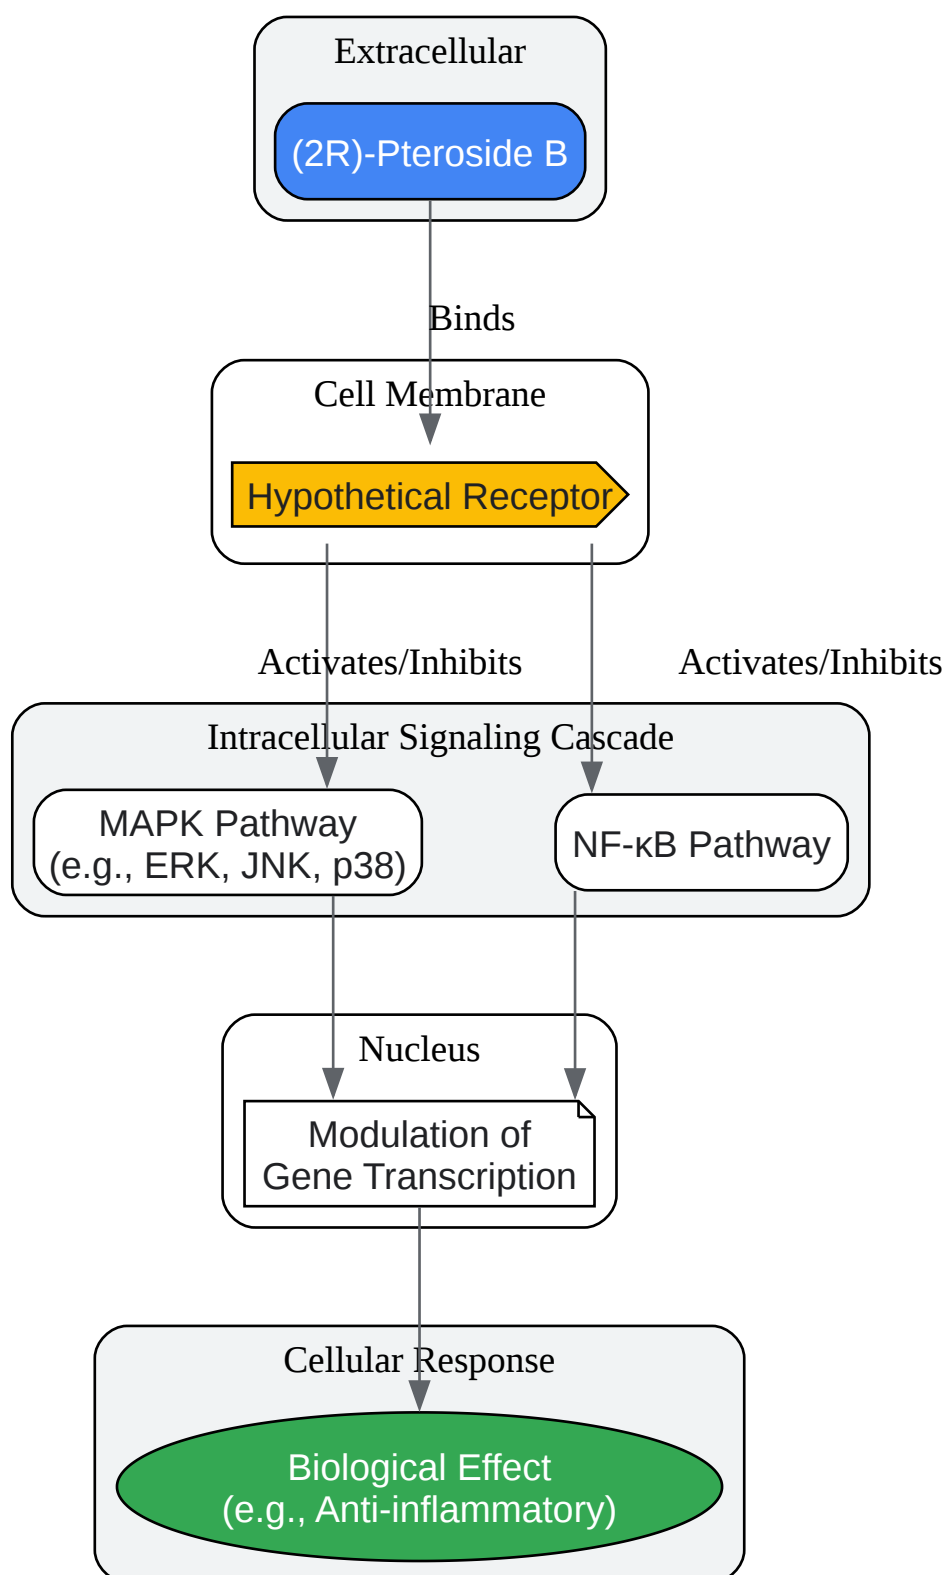 Extracellular
(2R)-Pteroside B
Binds
Cell Membrane
Hypothetical Receptor
Activates/Inhibits
Activates/Inhibits
Intracellular Signaling Cascade
MAPK Pathway
(e.g., ERK, JNK, p38)
NF-κB Pathway
Nucleus
Modulation of
Gene Transcription
Cellular Response
Biological Effect
(e.g., Anti-inflammatory)